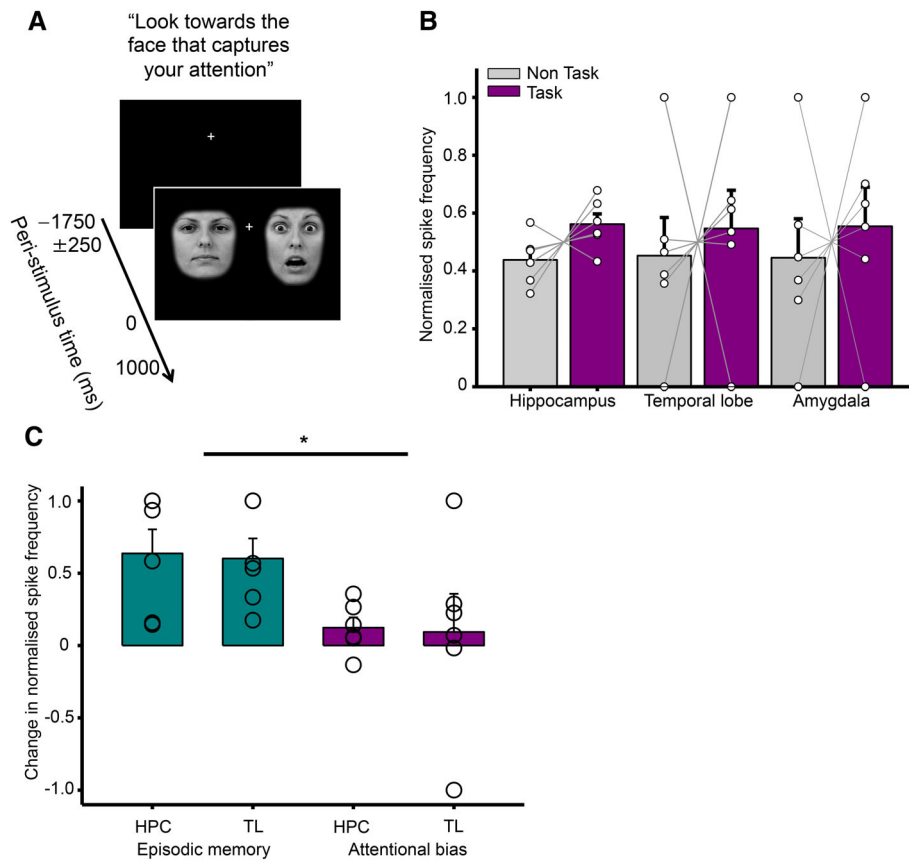 A
“Look towards the
face that captures
your attention”
+
+
−1750
±250
0
1000
Peri-stimulus time (ms)
B
Non Task
Task
Normalised spike frequency
1.0
0.8
0.6
0.4
0.2
0
Hippocampus Temporal lobe Amygdala
C
*
Change in normalised spike frequency
1.0
0.5
0
-0.5
-1.0
HPC TL HPC TL
Episodic memory Attentional bias